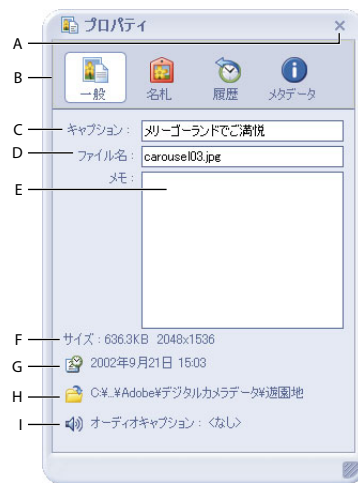 プロパティ
A
B
一般 名札 履歴 メタデータ
C キャプション： メリーゴーランドでご満悦
D ファイル名： carousel03.jpg
メモ：
E
F サイズ：636.3KB 2048x1536
G 2002年9月21日 15:03
H C:¥...¥Adobe¥デジタルカメラデータ¥遊園地
I オーディオキャプション：<なし>